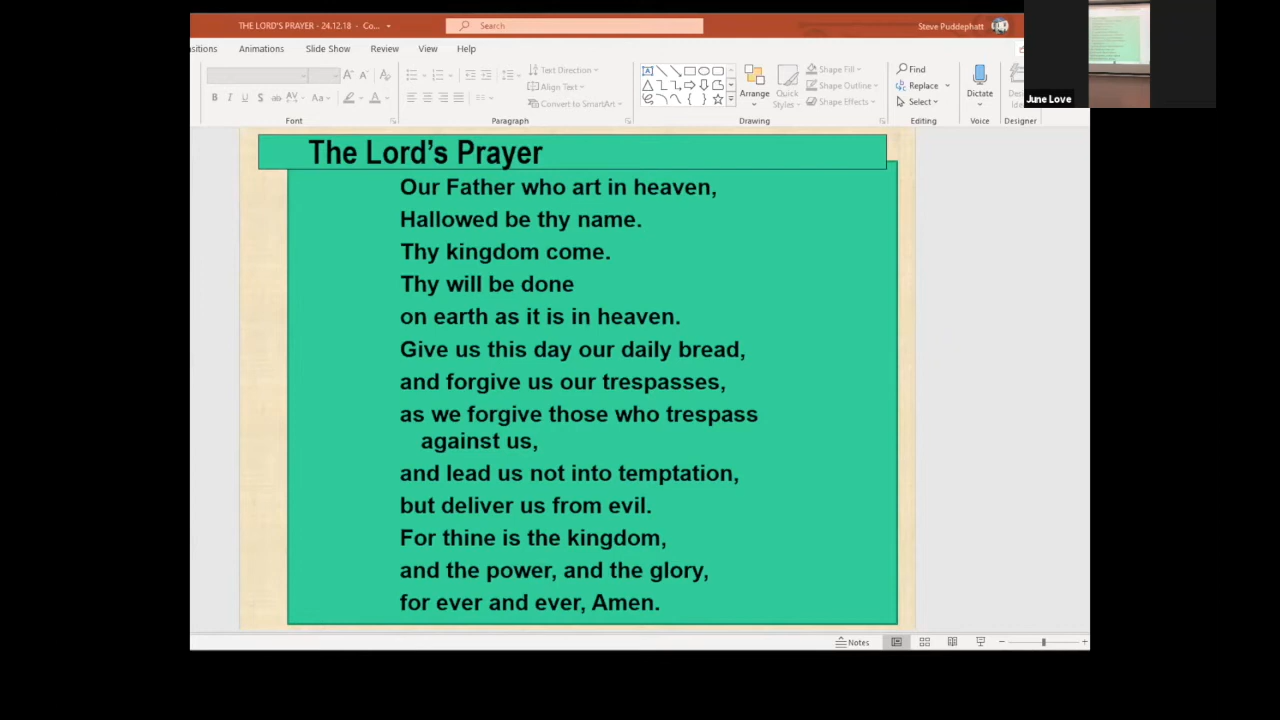 THE LORD'S PRAYER - 24.12.18 - Co...
Search
Steve Puddephatt
sitions Animations Slide Show Review View Help
Text Direction
Align Text
Convert to SmartArt
Arrange
Quick Styles
Shape Fill
Shape Outline
Shape Effects
Find
Replace
Select
Dictate
Font Paragraph Drawing Editing Voice Designer
June Love
The Lord's Prayer
Our Father who art in heaven,
Hallowed be thy name.
Thy kingdom come.
Thy will be done
on earth as it is in heaven.
Give us this day our daily bread,
and forgive us our trespasses,
as we forgive those who trespass
against us,
and lead us not into temptation,
but deliver us from evil.
For thine is the kingdom,
and the power, and the glory,
for ever and ever, Amen.
Notes